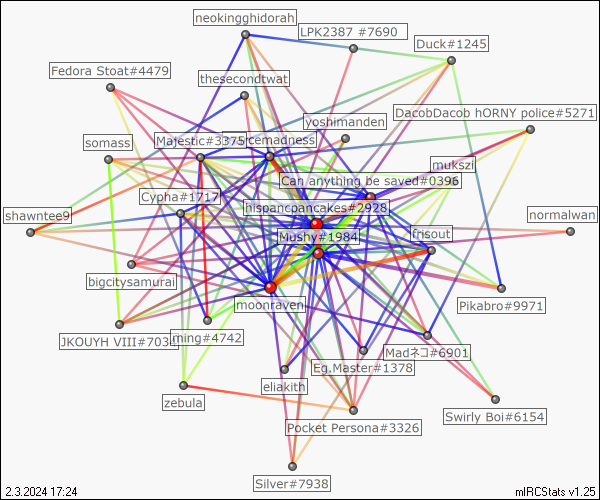 neokingghidorah
LPK2387 #7690
Duck#1245
Fedora Stoat#4479
thesecondtwat
DacobDacob hORNY police#5271
yoshimanden
somass
Majestic#3375
cemadness
mukszi
Can/anything be saved#0396
Cypha#1717
hispancpancakes#2928
shawntee9
normalwan
Mushy#1984
frisout
bigcitysamurai
moonraven
Pikabro#9971
JKOUYH VIII#703
ming#4742
Madネコ#6901
Eg.Master#1378
eliakith
zebula
Swirly Boi#6154
Pocket Persona#3326
Silver#7938
2.3.2024 17:24
mIRCStats v1.25